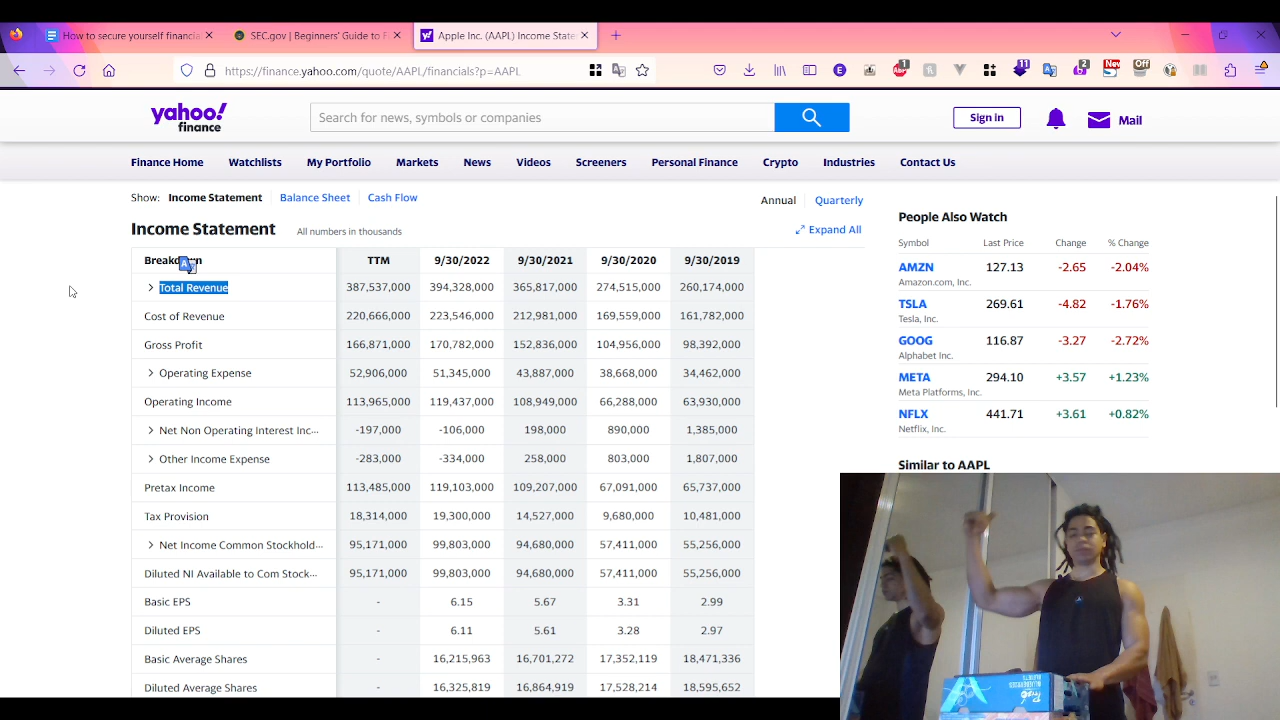 How to secure yourself financial
SEC.gov | Beginners' Guide to F
Apple Inc. (AAPL) Income State
https://finance.yahoo.com/quote/AAPL/financials?p=AAPL
1
11
2
New
Off
yahoo!
finance
Search for news, symbols or companies
Sign in
Mail
Finance Home Watchlists My Portfolio Markets News Videos Screeners Personal Finance Crypto Industries Contact Us
Show: Income Statement Balance Sheet Cash Flow
Annual Quarterly
Income Statement All numbers in thousands
Expand All
Breakdown TTM 9/30/2022 9/30/2021 9/30/2020 9/30/2019
Total Revenue 387,537,000 394,328,000 365,817,000 274,515,000 260,174,000
Cost of Revenue 220,666,000 223,546,000 212,981,000 169,559,000 161,782,000
Gross Profit 166,871,000 170,782,000 152,836,000 104,956,000 98,392,000
Operating Expense 52,906,000 51,345,000 43,887,000 38,668,000 34,462,000
Operating Income 113,965,000 119,437,000 108,949,000 66,288,000 63,930,000
Net Non Operating Interest Inc... -197,000 -106,000 198,000 890,000 1,385,000
Other Income Expense -283,000 -334,000 258,000 803,000 1,807,000
Pretax Income 113,485,000 119,103,000 109,207,000 67,091,000 65,737,000
Tax Provision 18,314,000 19,300,000 14,527,000 9,680,000 10,481,000
Net Income Common Stockhold... 95,171,000 99,803,000 94,680,000 57,411,000 55,256,000
Diluted NI Available to Com Stock... 95,171,000 99,803,000 94,680,000 57,411,000 55,256,000
Basic EPS - 6.15 5.67 3.31 2.99
Diluted EPS - 6.11 5.61 3.28 2.97
Basic Average Shares - 16,215,963 16,701,272 17,352,119 18,471,336
Diluted Average Shares - 16,325,819 16,864,919 17,528,214 18,595,652
People Also Watch
Symbol Last Price Change % Change
AMZN 127.13 -2.65 -2.04%
Amazon.com, Inc.
TSLA 269.61 -4.82 -1.76%
Tesla, Inc.
GOOG 116.87 -3.27 -2.72%
Alphabet Inc.
META 294.10 +3.57 +1.23%
Meta Platforms, Inc.
NFLX 441.71 +3.61 +0.82%
Netflix, Inc.
Similar to AAPL